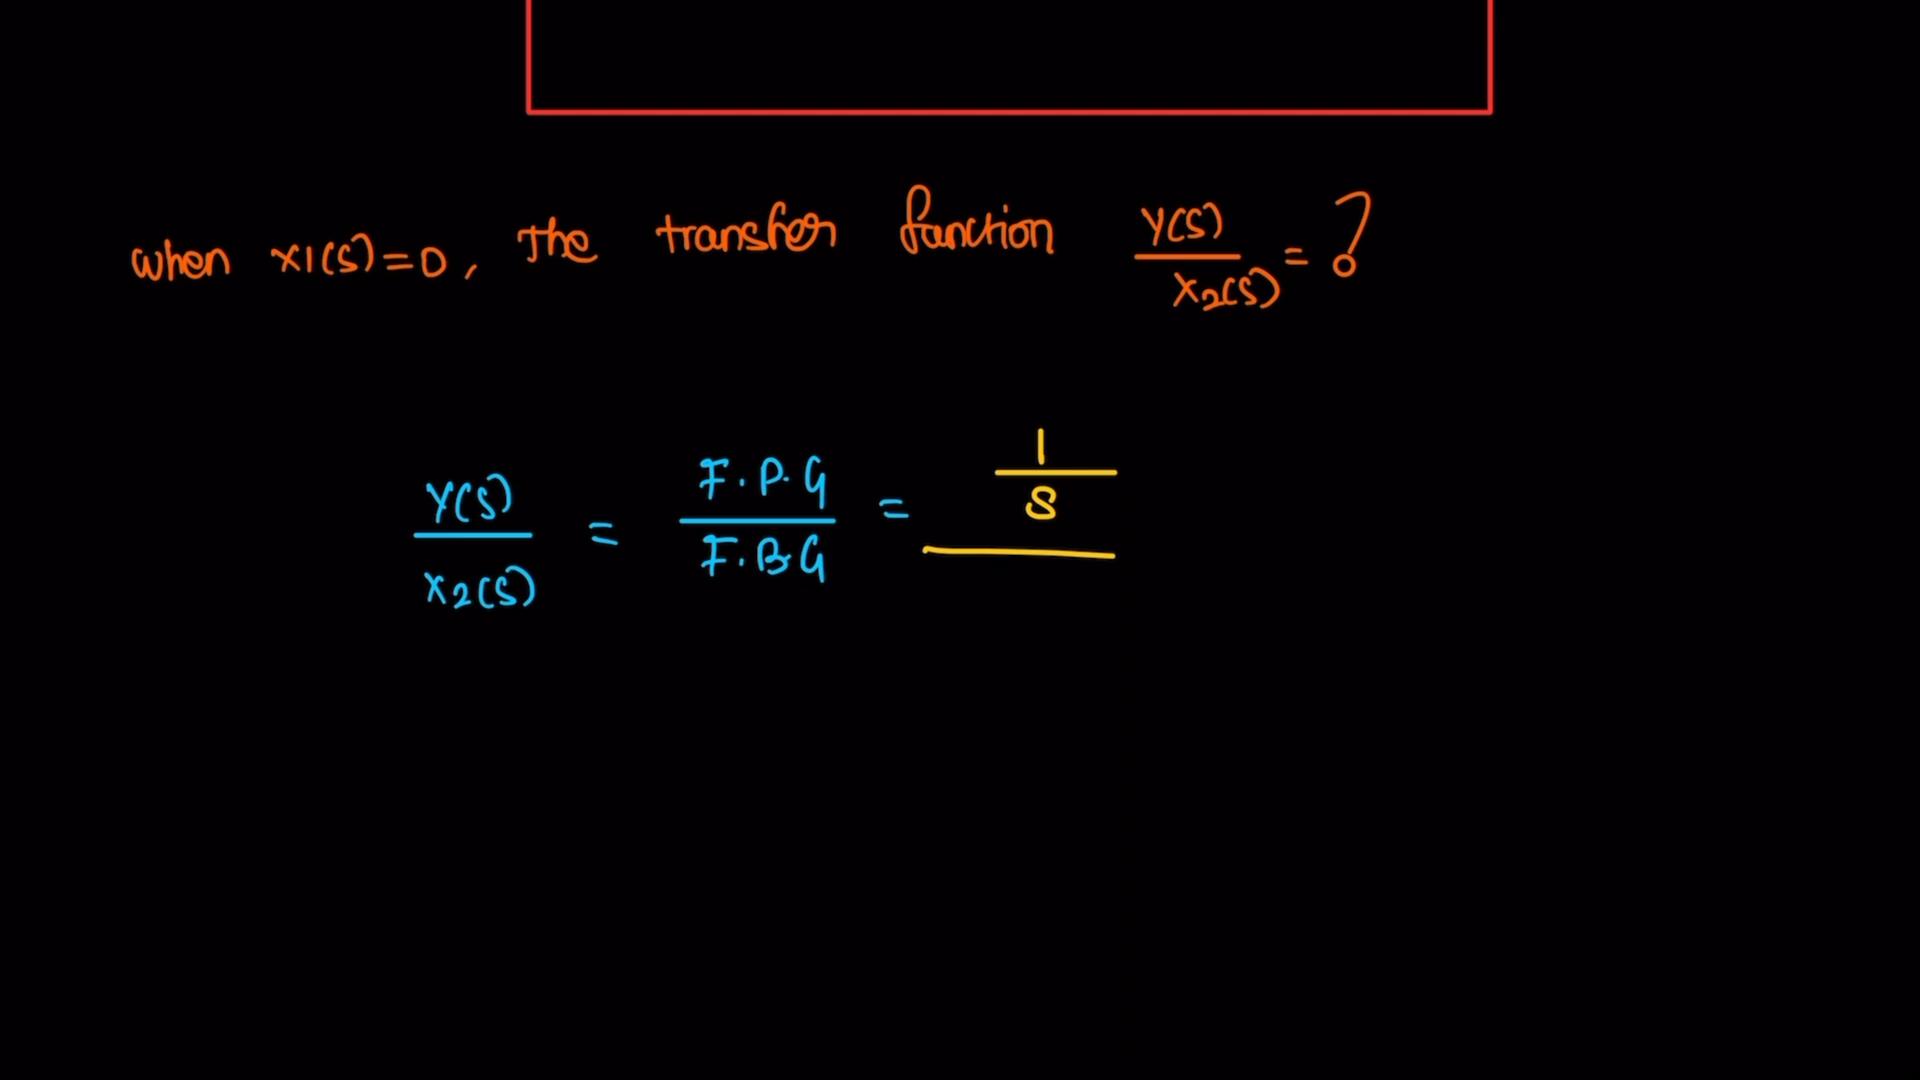 when X1(S)=0, The transfer function Y(S)/X2(S) = ?
Y(S)/X2(S) = F.P.G/F.B.G = 1/S